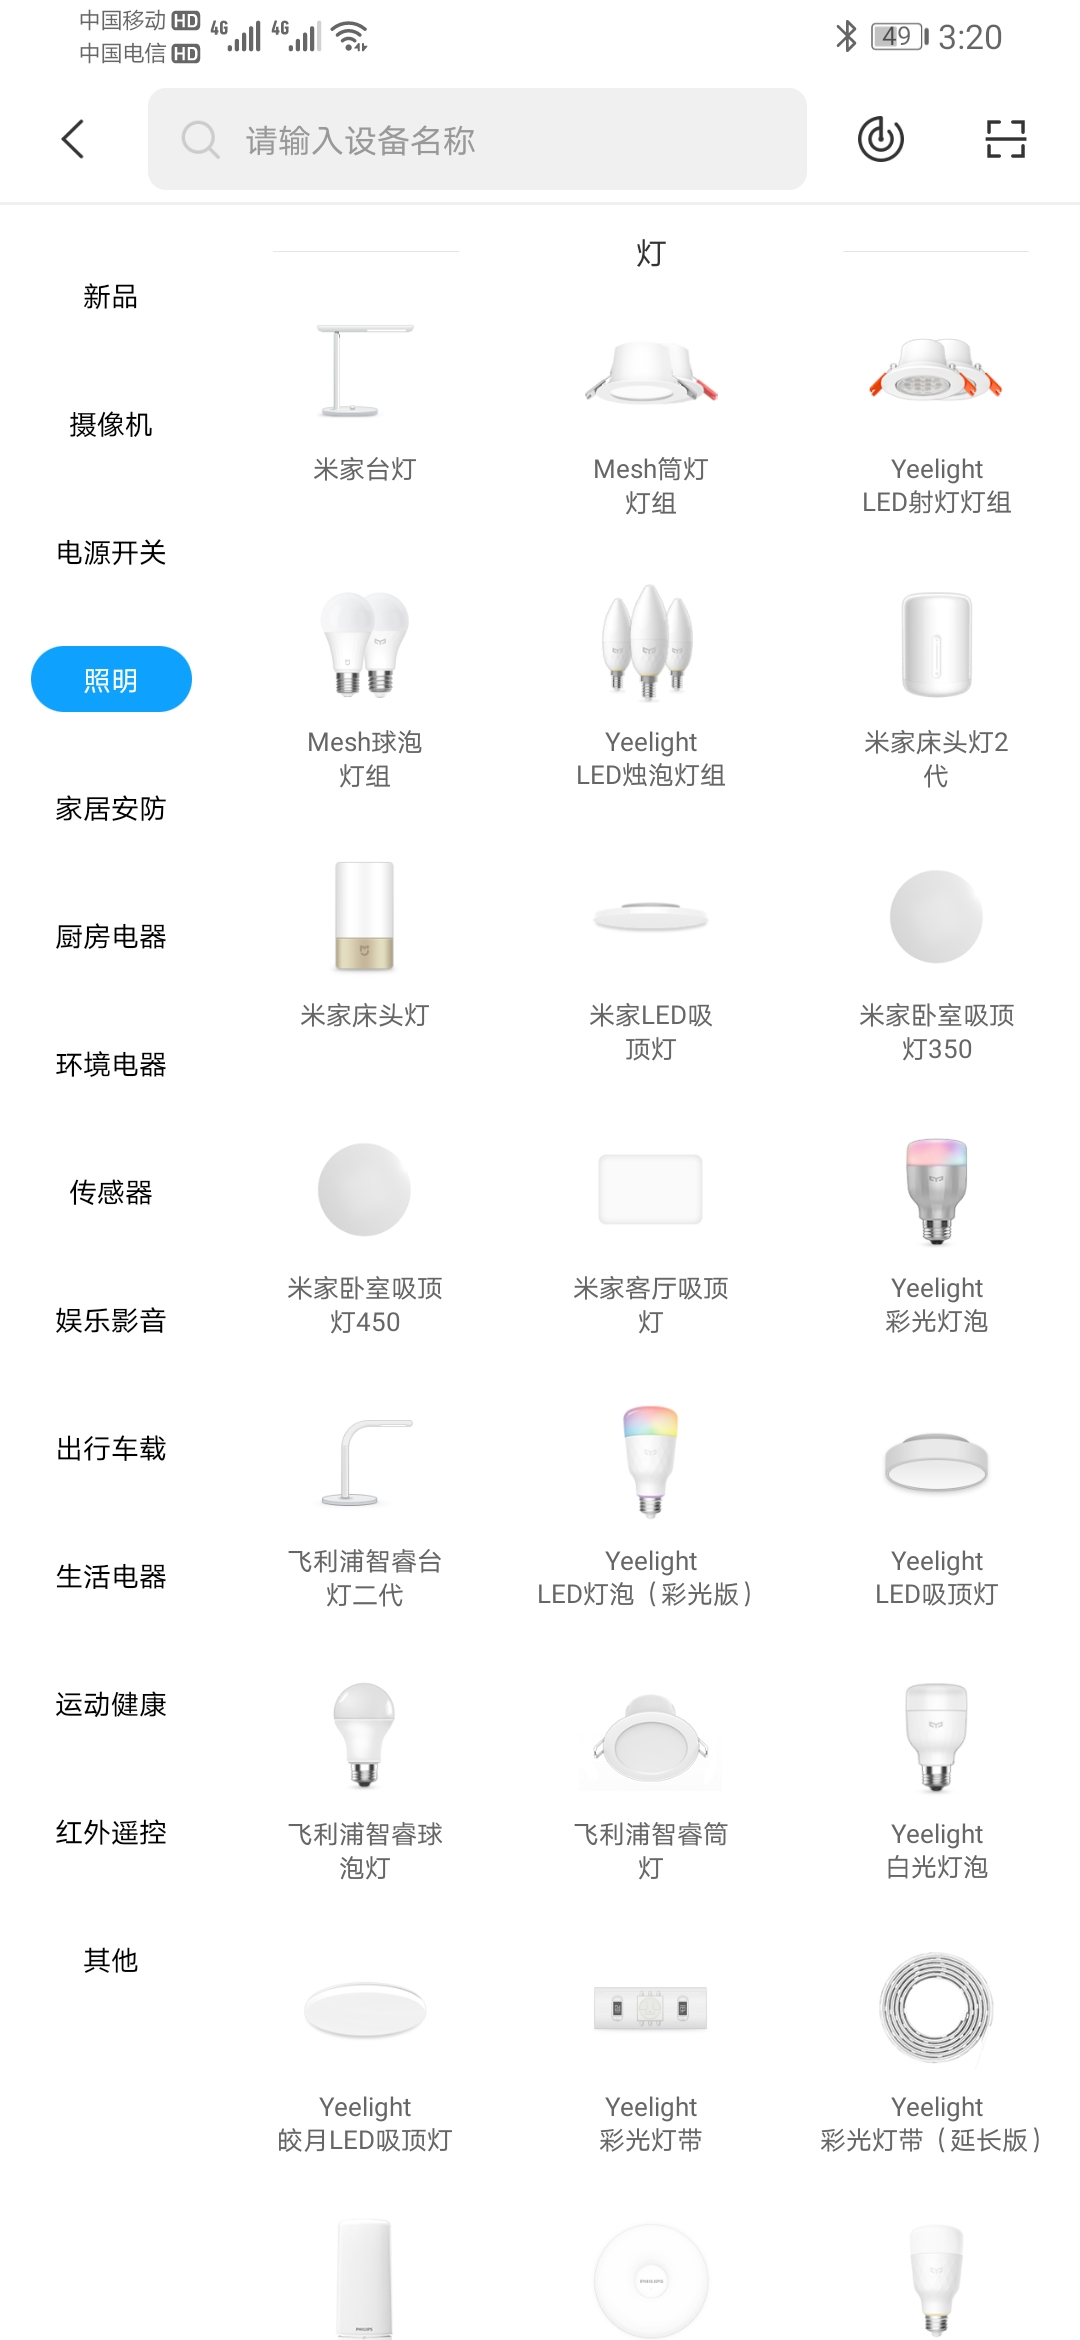 中国移动 HD 4G 4G 49 3:20
中国电信 HD
请输入设备名称
新品
摄像机
电源开关
照明
家居安防
厨房电器
环境电器
传感器
娱乐影音
出行车载
生活电器
运动健康
红外遥控
其他
灯
米家台灯
Mesh筒灯
灯组
Yeelight
LED射灯灯组
Mesh球泡
灯组
Yeelight
LED烛泡灯组
米家床头灯2
代
米家床头灯
米家LED吸
顶灯
米家卧室吸顶
灯350
米家卧室吸顶
灯450
米家客厅吸顶
灯
Yeelight
彩光灯泡
飞利浦智睿台
灯二代
Yeelight
LED灯泡（彩光版）
Yeelight
LED吸顶灯
飞利浦智睿球
泡灯
飞利浦智睿筒
灯
Yeelight
白光灯泡
Yeelight
皎月LED吸顶灯
Yeelight
彩光灯带
Yeelight
彩光灯带（延长版）
PHILIPS
PHILIPS